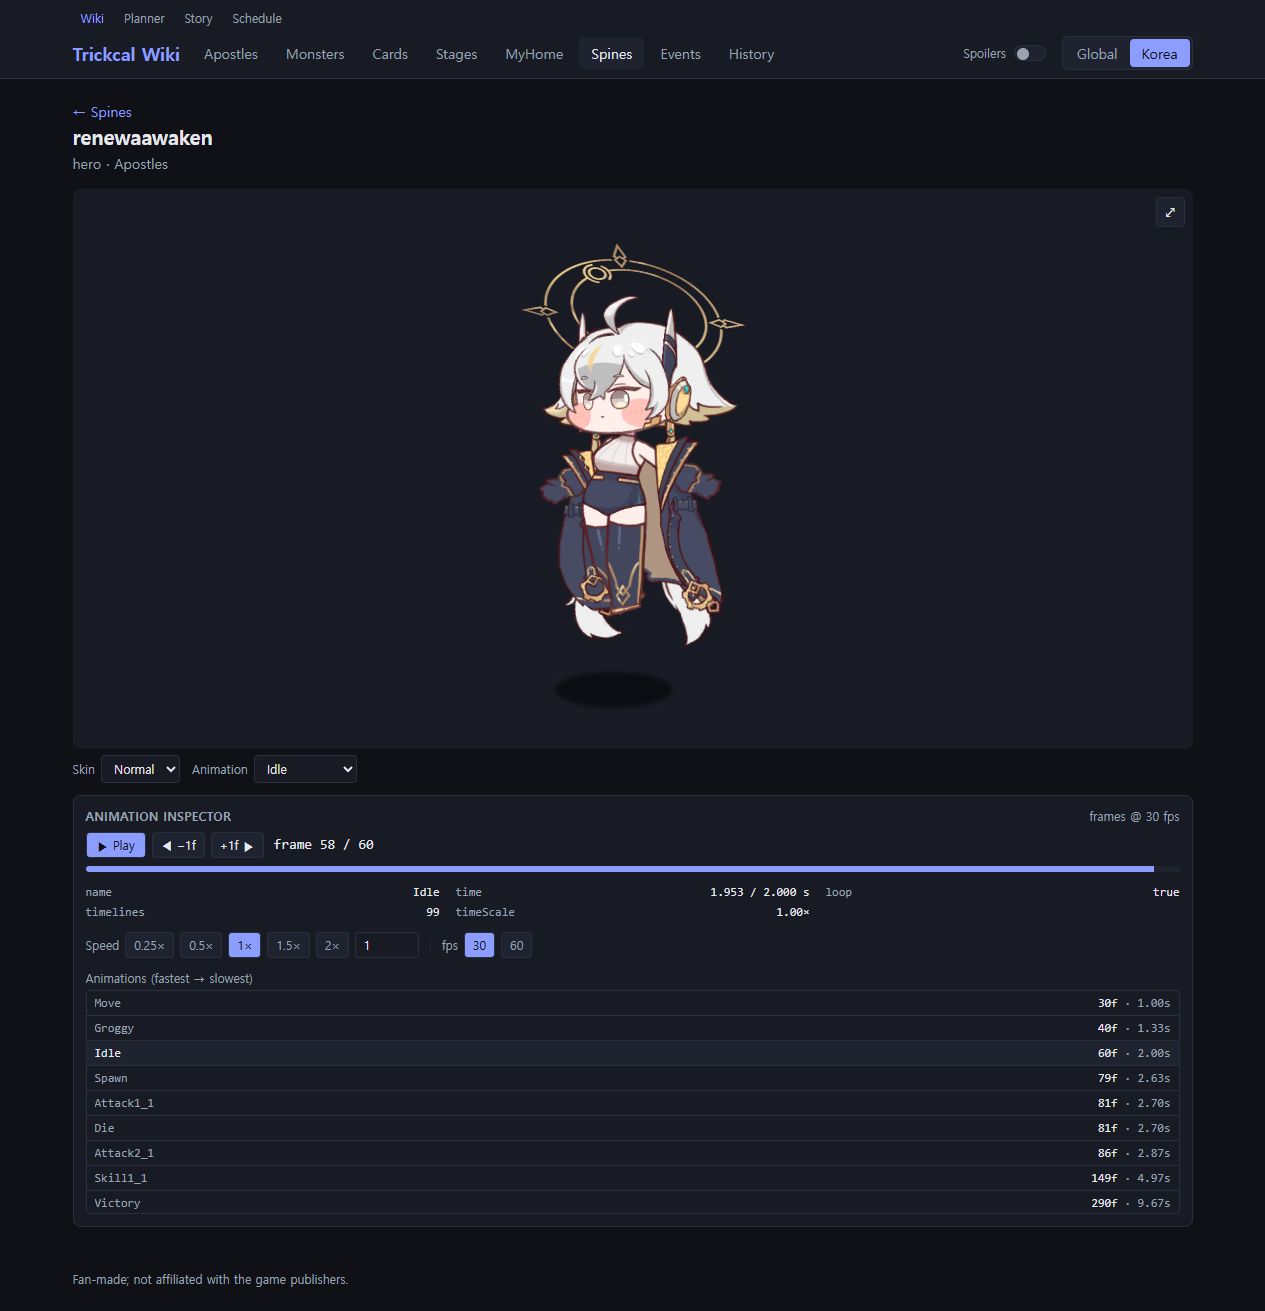 Wiki Planner Story Schedule
Trickcal Wiki Apostles Monsters Cards Stages MyHome Spines Events History Spoilers Global Korea
← Spines
renewaawaken
hero · Apostles
Skin Normal Animation Idle
ANIMATION INSPECTOR frames @ 30 fps
▶ Play ◀ −1f +1f ▶ frame 58 / 60
name Idle time 1.953 / 2.000 s loop true
timelines 99 timeScale 1.00×
Speed 0.25× 0.5× 1× 1.5× 2× 1 fps 30 60
Animations (fastest → slowest)
Move 30f · 1.00s
Groggy 40f · 1.33s
Idle 60f · 2.00s
Spawn 79f · 2.63s
Attack1_1 81f · 2.70s
Die 81f · 2.70s
Attack2_1 86f · 2.87s
Skill1_1 149f · 4.97s
Victory 290f · 9.67s
Fan-made; not affiliated with the game publishers.